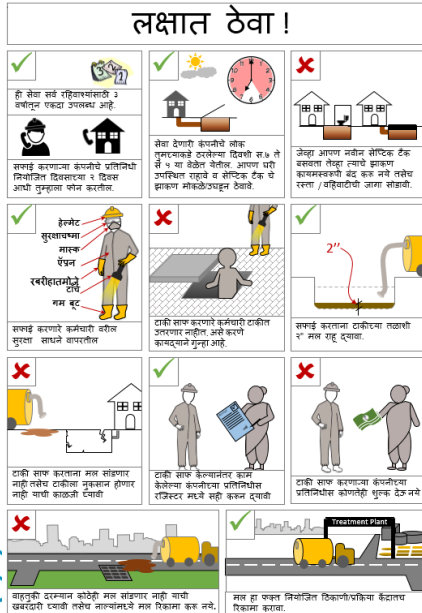 लक्षात ठेवा !
ही सेवा सर्व रहिवाश्यांसाठी ३
वर्षातून एकदा उपलब्ध आहे.
सफाई करणाऱ्या कंपनीचे प्रतिनिधी
नियोजित दिवसाच्या २ दिवस
आधी तुम्हाला फोन करतील.
सेवा देणारी कंपनीचे लोक
तुमच्याकडे ठरलेल्या दिवशी स.७ ते
सं ५ या वेळेत येतील. आपण घरी
उपस्थित राहावे व सेप्टिक टँक चे
झाकण मोकळे/उघडून ठेवावे.
जेव्हा आपण नवीन सेप्टिक टँक
बसवता तेव्हा त्याचे झाकण
कायमस्वरूपी बंद करू नये तसेच
रस्ता / वहिवाटीची जागा सोडावी.
हेल्मेट
सुरक्षाचष्मा
मास्क
ऍप्रन
रबरीहातमोजे
टॉर्च
गम बूट
सफाई करणारे कर्मचारी वरील
सुरक्षा साधने वापरतील
टाकी साफ करणारे कर्मचारी टाकीत
उतरणार नाहीत. असे करणे
कायद्याने गुन्हा आहे.
2’’
सफाई करताना टाकीच्या तळाशी
२" मल राहू द्यावा.
टाकी साफ करताना मल सांडणार
नाही तसेच टाकीला नुकसान होणार
नाही याची काळजी घ्यावी
टाकी साफ केल्यानंतर काम
केलेल्या कंपनीच्या प्रतिनिधीस
रजिस्टर मध्ये सही करून द्यावी
टाकी साफ करणाऱ्या कंपनीच्या
प्रतिनिधीस कोणतेही शुल्क देऊ नये
वाहतुकी दरम्यान कोठेही मल सांडणार नाही याची
खबरदारी घ्यावी तसेच नाल्यांमध्ये मल रिकामा करू नये.
Treatment Plant
मल हा फक्त नियोजित ठिकाणी/प्रक्रिया केंद्रातच
रिकामा करावा.